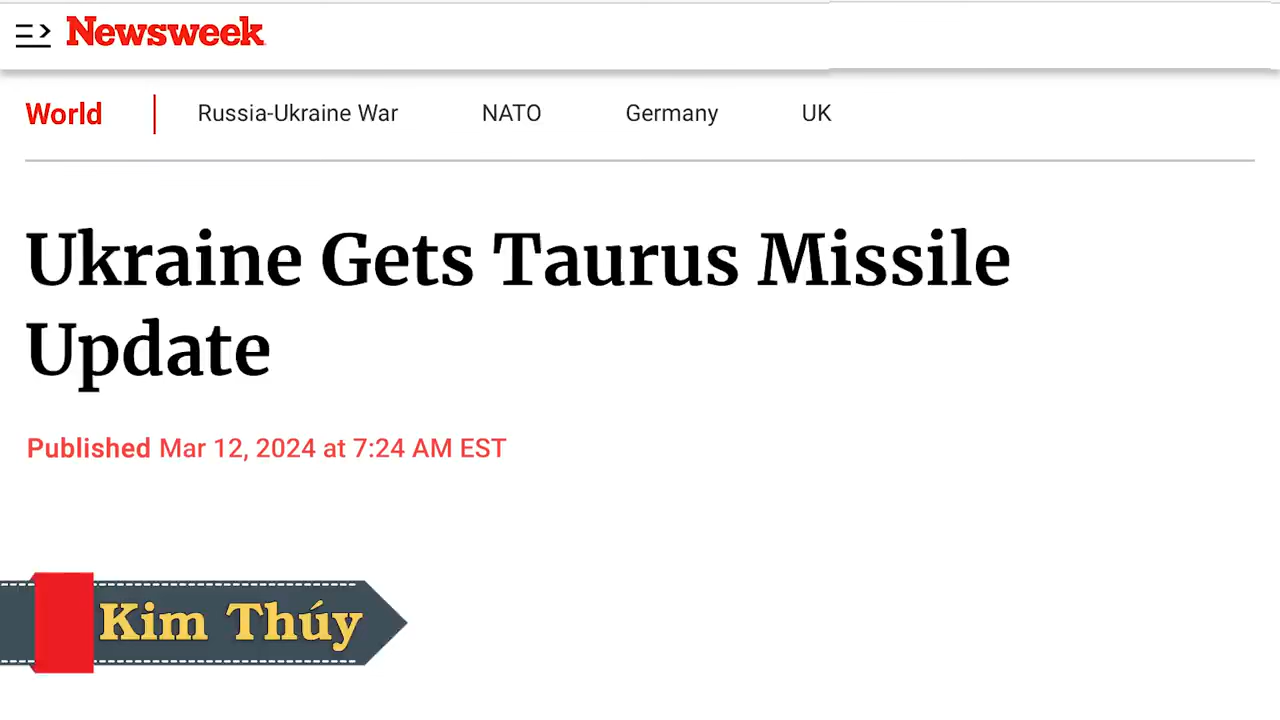 Newsweek
World
Russia-Ukraine War
NATO
Germany
UK
Ukraine Gets Taurus Missile
Update
Published Mar 12, 2024 at 7:24 AM EST
Kim Thúy